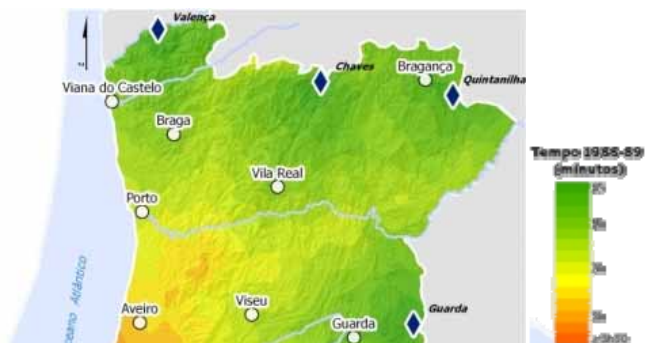 Valença
Chaves
Bragança
Quintanilha
Viana do Castelo
Braga
Tempo 1986-89
(minutos)
Vila Real
Porto
Oceano Atlântico
Aveiro
Viseu
Guarda
Guarda